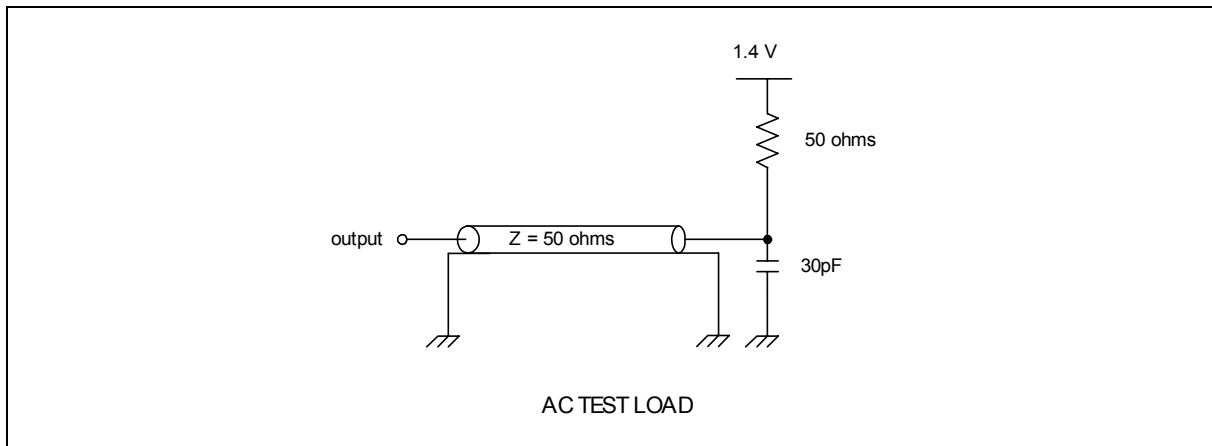 1.4 V
50 ohms
output
Z = 50 ohms
30pF
AC TEST LOAD